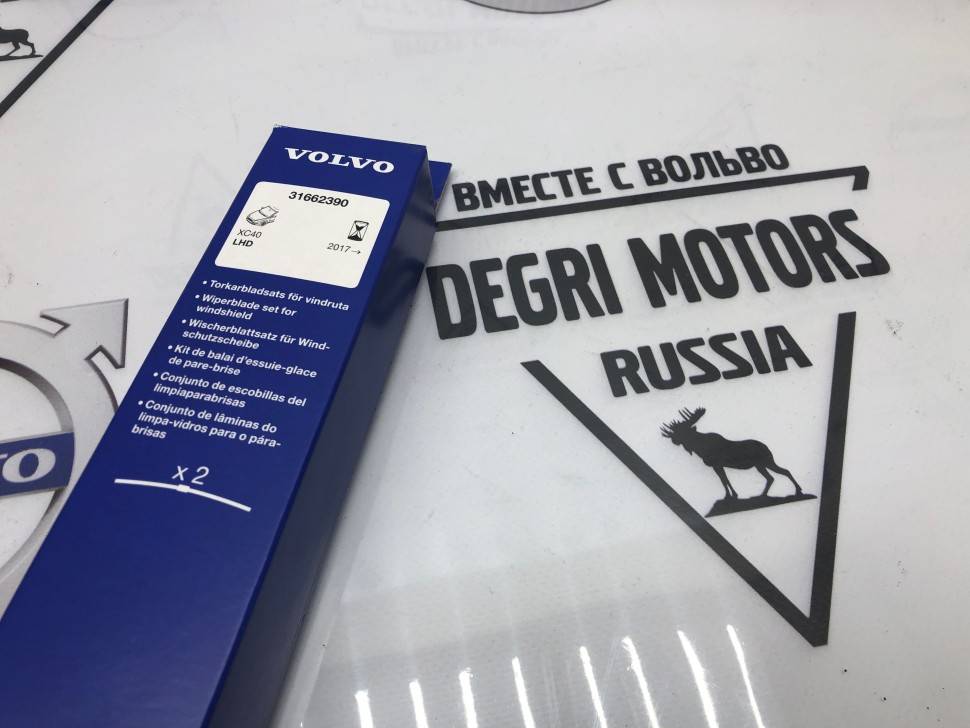 VOLVO
31662390
XC40
LHD
2017→
• Torkarbladsats för vindruta
• Wiperblade set for
windshield
• Wischerblattsatz für Wind-
schutzscheibe
• Kit de balai d'essuie-glace
de pare-brise
• Conjunto de escobillas del
limpiaparabrisas
• Conjunto de lâminas do
limpa-vidros para o pára-
brisas
x 2
ВМЕСТЕ С ВОЛЬВО
DEGRI MOTORS
RUSSIA